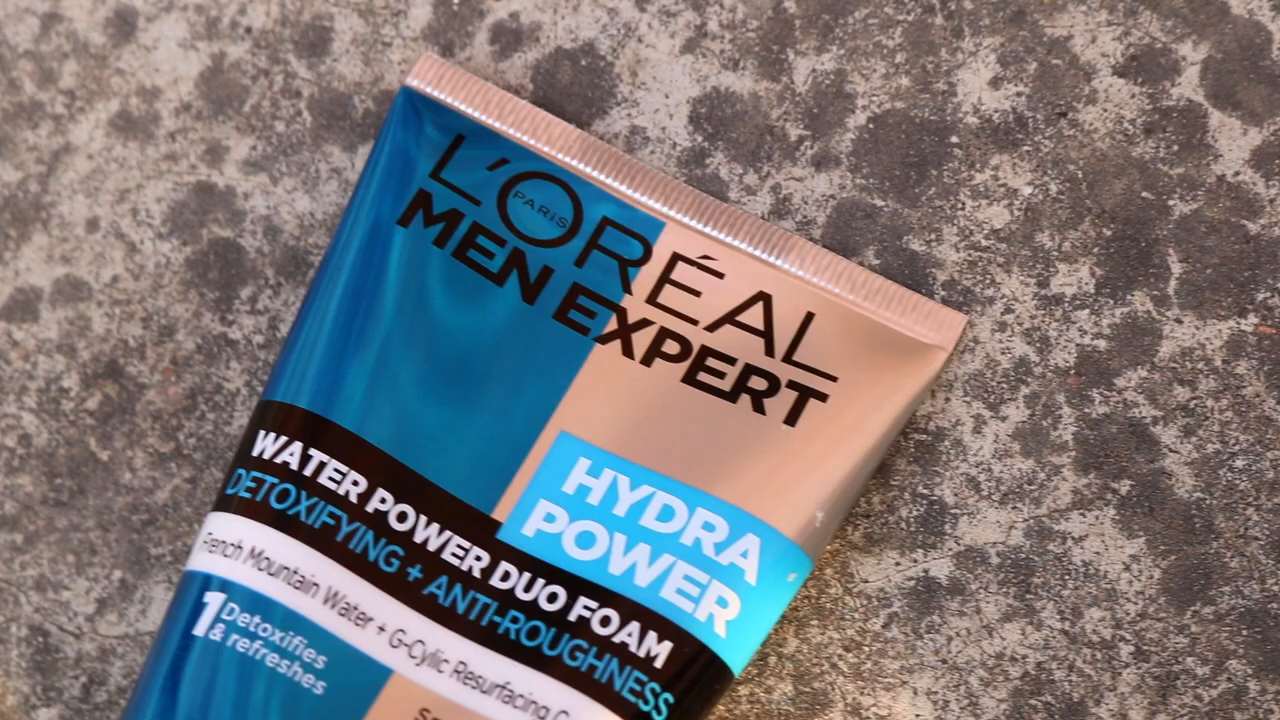 L'ORÉAL
PARIS
MEN EXPERT
HYDRA
POWER
WATER POWER DUO FOAM
DETOXIFYING + ANTI-ROUGHNESS
French Mountain Water + G-Cylic Resurfacing
1 Detoxifies
& refreshes